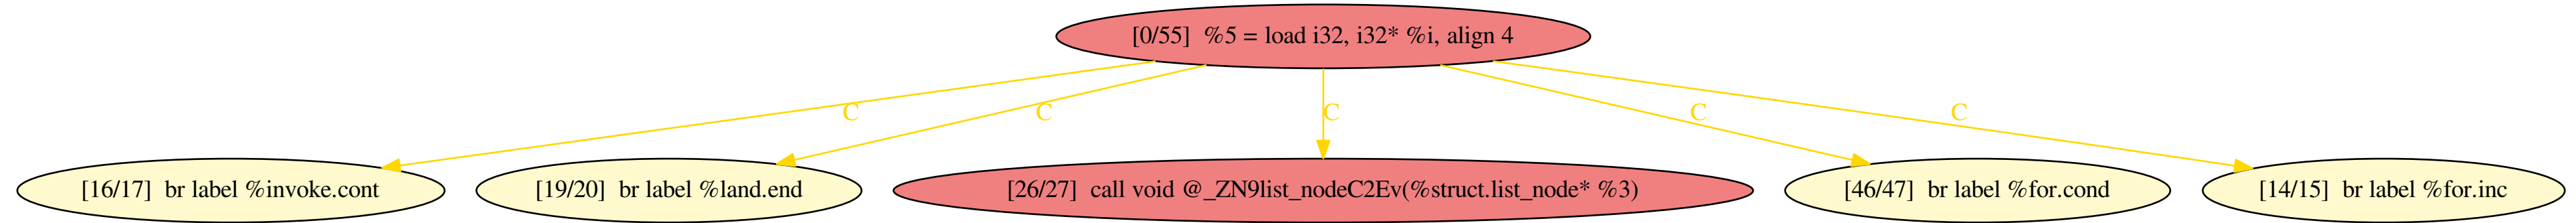 [0/55]  %5 = load i32, i32* %i, align 4
C C C C C
[16/17]  br label %invoke.cont
[19/20]  br label %land.end
[26/27]  call void @_ZN9list_nodeC2Ev(%struct.list_node* %3)
[46/47]  br label %for.cond
[14/15]  br label %for.inc